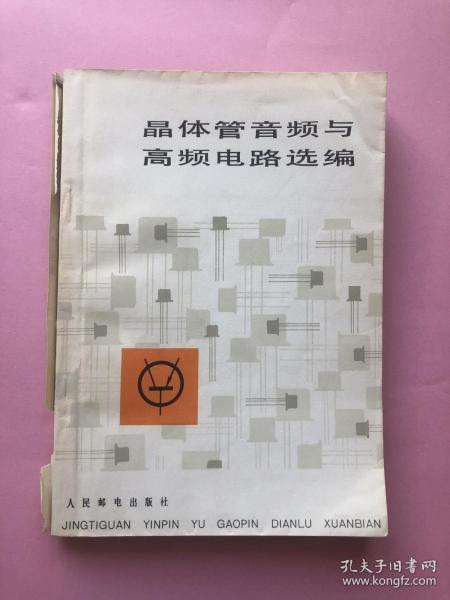 晶体管音频与
高频电路选编
人民邮电出版社
JINGTIGUAN YINPIN YU GAOPIN DIANLU XUANBIAN
孔夫子旧书网
www.kongfz.com